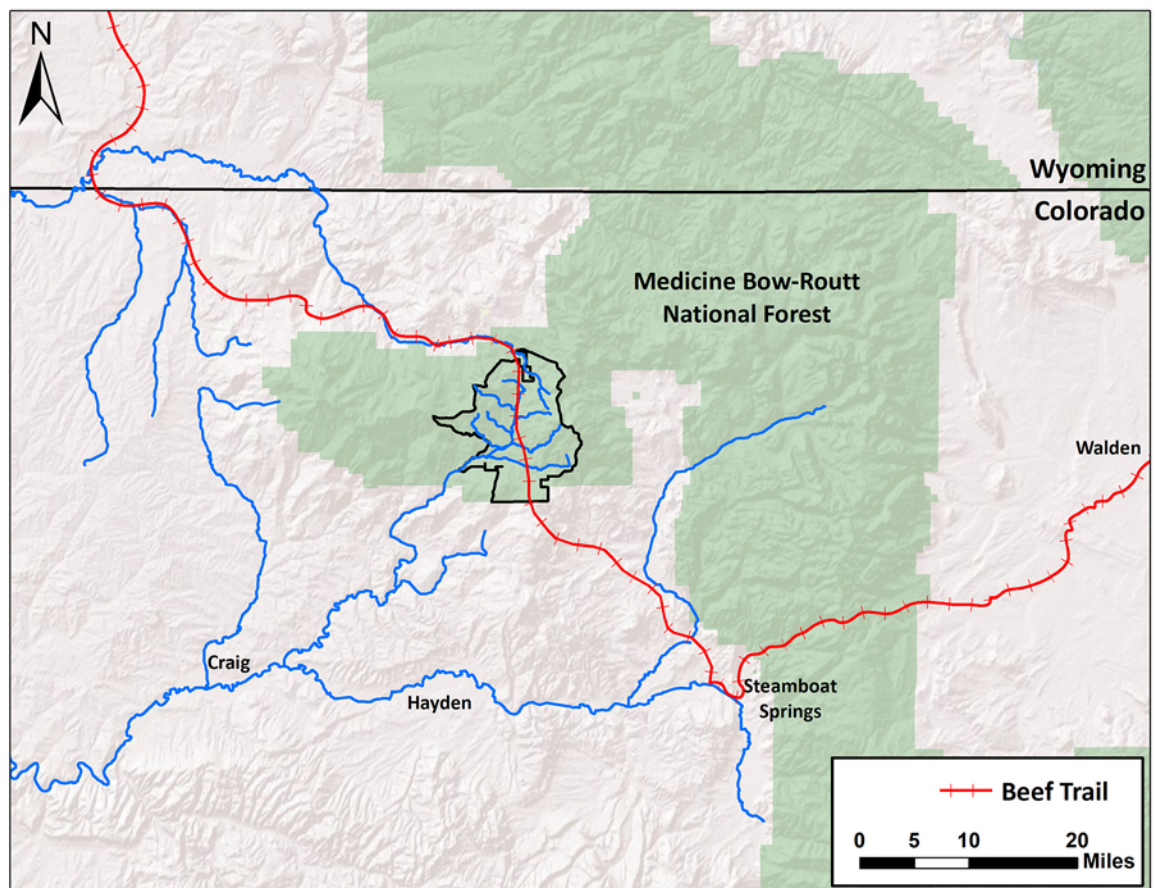 N
Wyoming
Colorado
Medicine Bow-Routt
National Forest
Walden
Craig
Hayden
Steamboat
Springs
Beef Trail
0 5 10 20
Miles